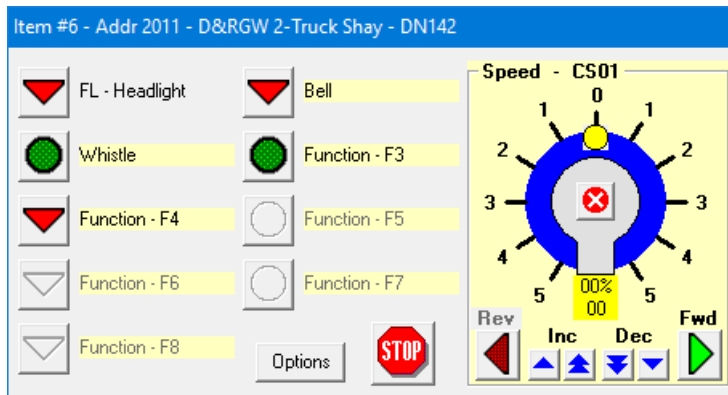 Item #6 - Addr 2011 - D&RGW 2-Truck Shay - DN142
FL - Headlight
Bell
Whistle
Function - F3
Function - F4
Function - F5
Function - F6
Function - F7
Function - F8
Options
STOP
Speed - CS01
0
1 1
2 2
3 3
4 4
5 5
00%
00
Rev Fwd
Inc Dec